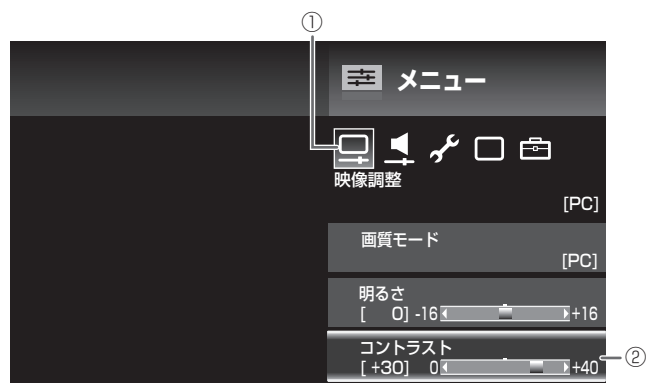 ①
メニュー
映像調整
[PC]
画質モード
[PC]
明るさ
[ 0] -16 +16
コントラスト
[+30] 0 +40
②